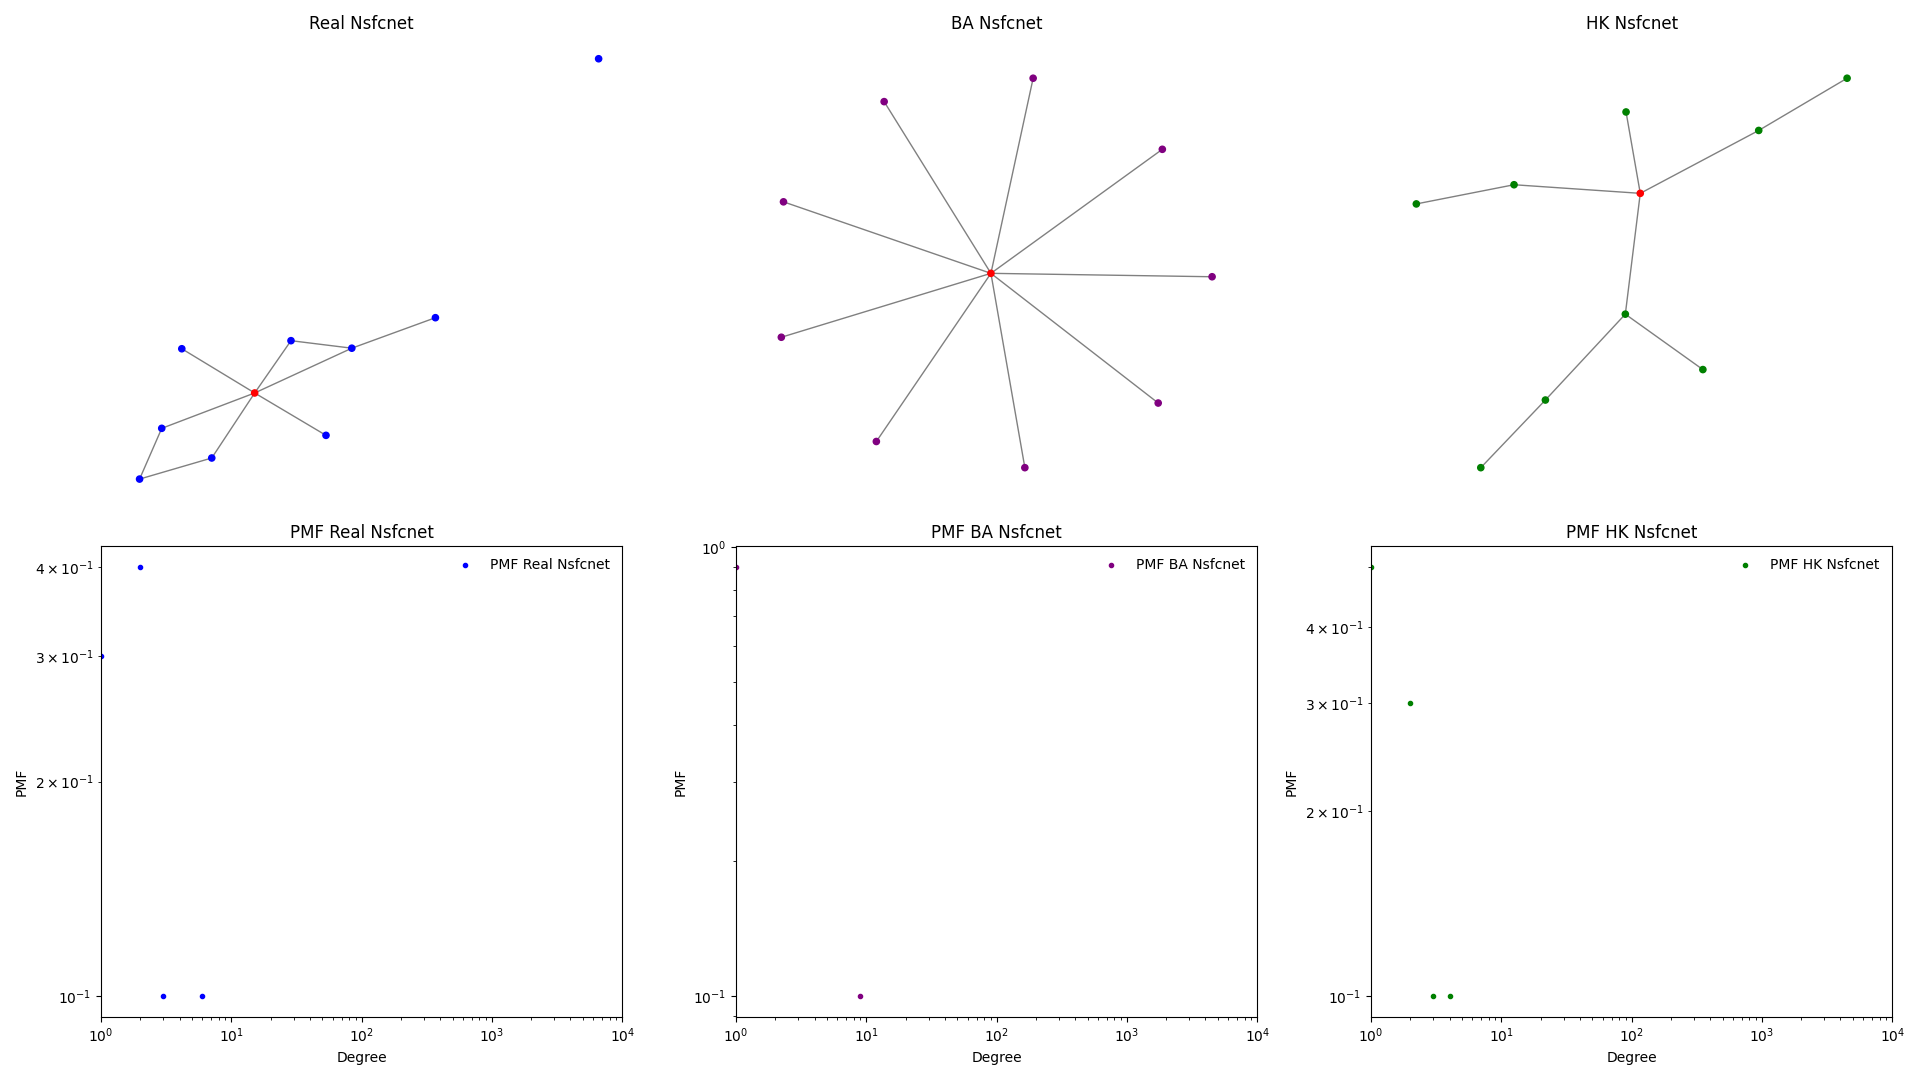 Real Nsfcnet
BA Nsfcnet
HK Nsfcnet
PMF Real Nsfcnet
4 × 10⁻¹
3 × 10⁻¹
2 × 10⁻¹
10⁻¹
PMF
PMF Real Nsfcnet
10⁰
10¹
10²
10³
10⁴
Degree
PMF BA Nsfcnet
10⁰
10⁻¹
PMF
PMF BA Nsfcnet
10⁰
10¹
10²
10³
10⁴
Degree
PMF HK Nsfcnet
4 × 10⁻¹
3 × 10⁻¹
2 × 10⁻¹
10⁻¹
PMF
PMF HK Nsfcnet
10⁰
10¹
10²
10³
10⁴
Degree